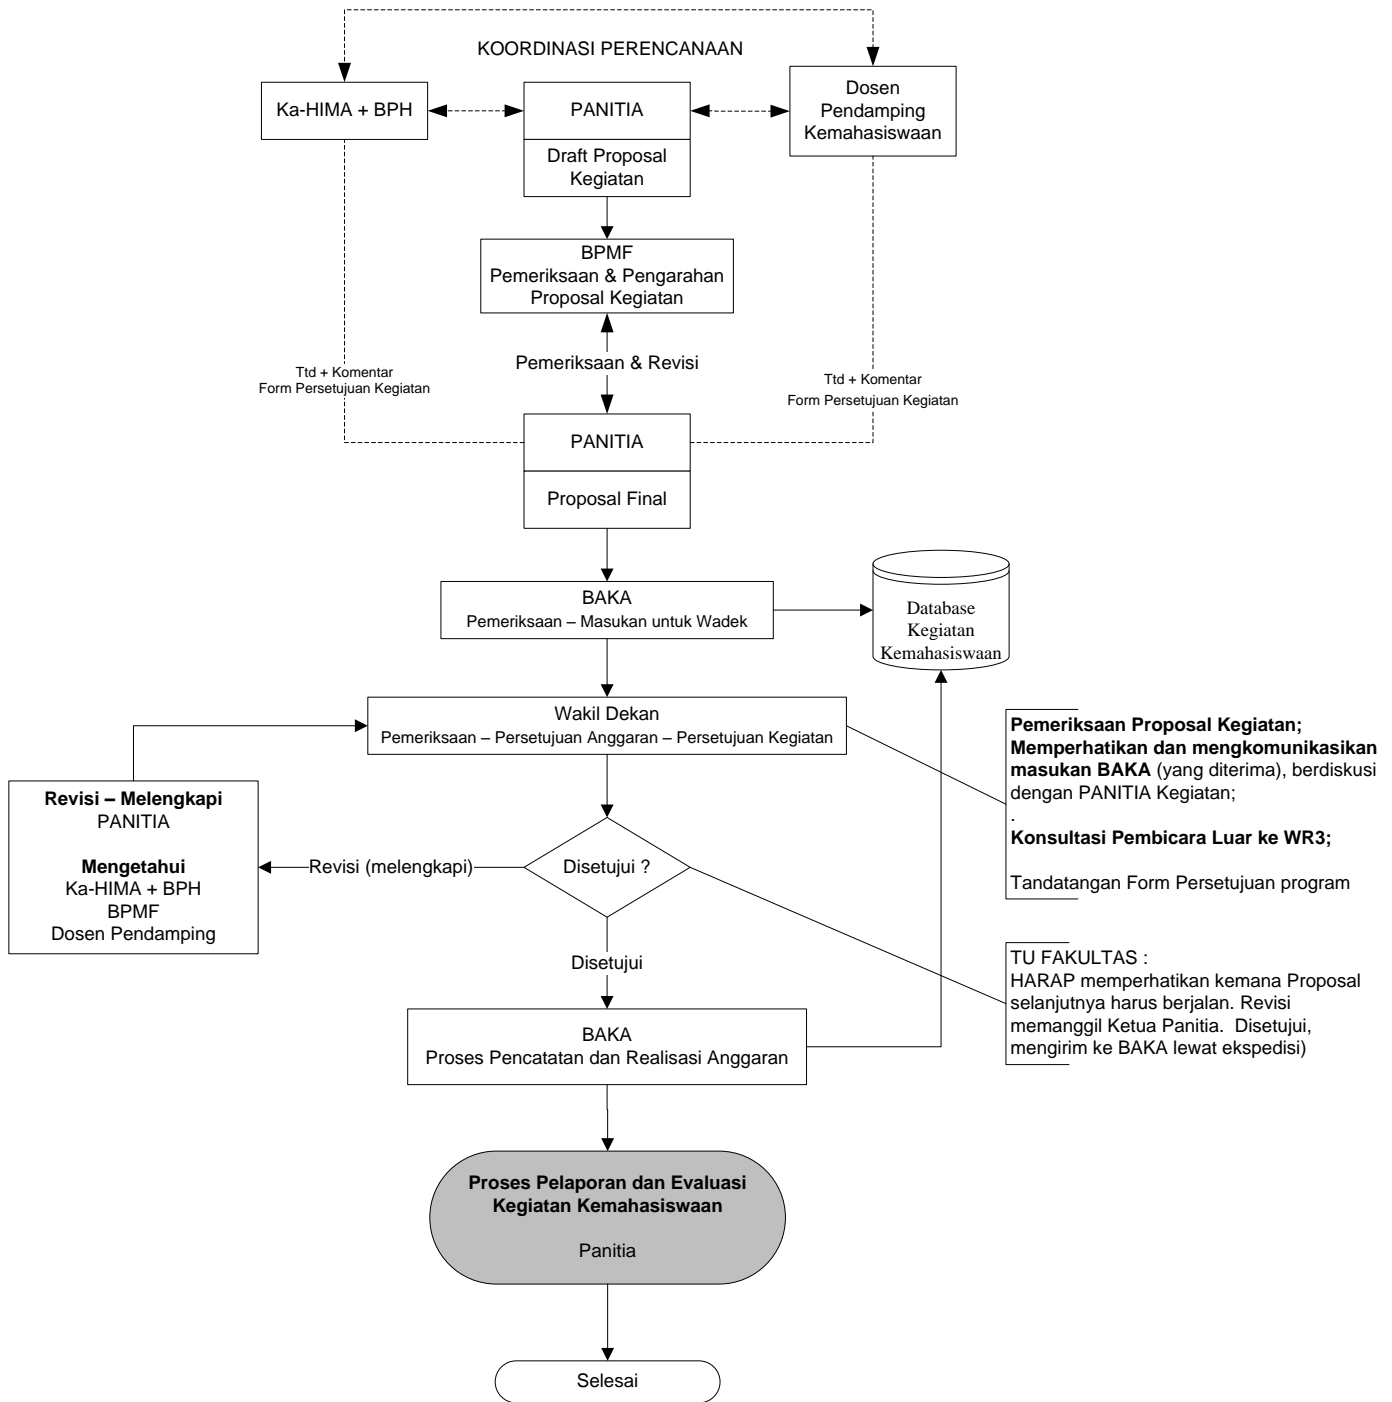 KOORDINASI PERENCANAAN
Ka-HIMA + BPH
PANITIA
Dosen
Pendamping
Kemahasiswaan
Draft Proposal
Kegiatan
BPMF
Pemeriksaan & Pengarahan
Proposal Kegiatan
Pemeriksaan & Revisi
Ttd + Komentar
Form Persetujuan Kegiatan
Ttd + Komentar
Form Persetujuan Kegiatan
PANITIA
Proposal Final
BAKA
Pemeriksaan – Masukan untuk Wadek
Database
Kegiatan
Kemahasiswaan
Wakil Dekan
Pemeriksaan – Persetujuan Anggaran – Persetujuan Kegiatan
Pemeriksaan Proposal Kegiatan;
Memperhatikan dan mengkomunikasikan
masukan BAKA (yang diterima), berdiskusi
dengan PANITIA Kegiatan;
.
Konsultasi Pembicara Luar ke WR3;
Tandatangan Form Persetujuan program
Revisi – Melengkapi
PANITIA
Mengetahui
Ka-HIMA + BPH
BPMF
Dosen Pendamping
Revisi (melengkapi)
Disetujui ?
Disetujui
TU FAKULTAS :
HARAP memperhatikan kemana Proposal
selanjutnya harus berjalan. Revisi
memanggil Ketua Panitia.  Disetujui,
mengirim ke BAKA lewat ekspedisi)
BAKA
Proses Pencatatan dan Realisasi Anggaran
Proses Pelaporan dan Evaluasi
Kegiatan Kemahasiswaan
Panitia
Selesai